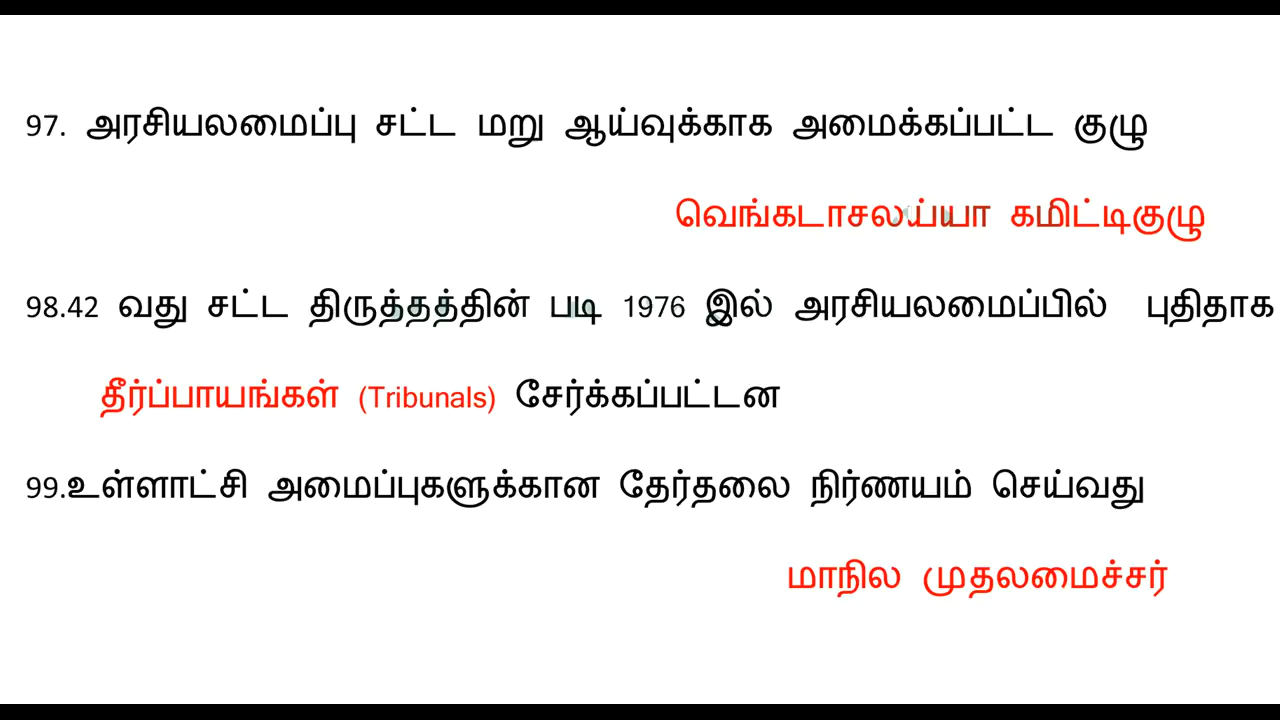 97. அரசியலமைப்பு சட்ட மறு ஆய்வுக்காக அமைக்கப்பட்ட குழு
வெங்கடாசலய்யா கமிட்டிகுழு
98.42 வது சட்ட திருத்தத்தின் படி 1976 இல் அரசியலமைப்பில் புதிதாக
தீர்ப்பாயங்கள் (Tribunals) சேர்க்கப்பட்டன
99.உள்ளாட்சி அமைப்புகளுக்கான தேர்தலை நிர்ணயம் செய்வது
மாநில முதலமைச்சர்